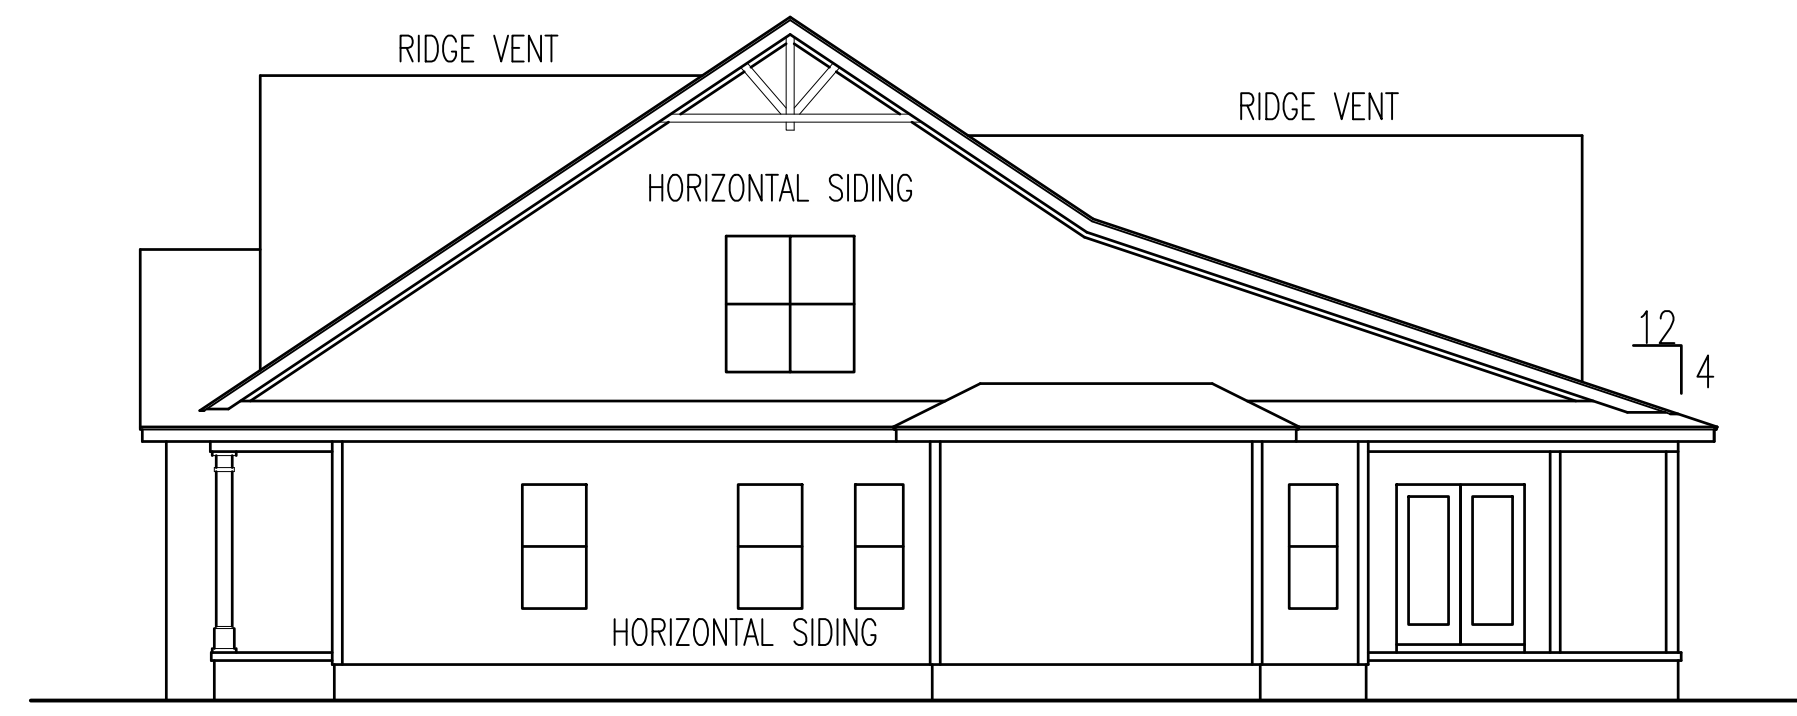 RIDGE VENT
RIDGE VENT
HORIZONTAL SIDING
12
4
HORIZONTAL SIDING